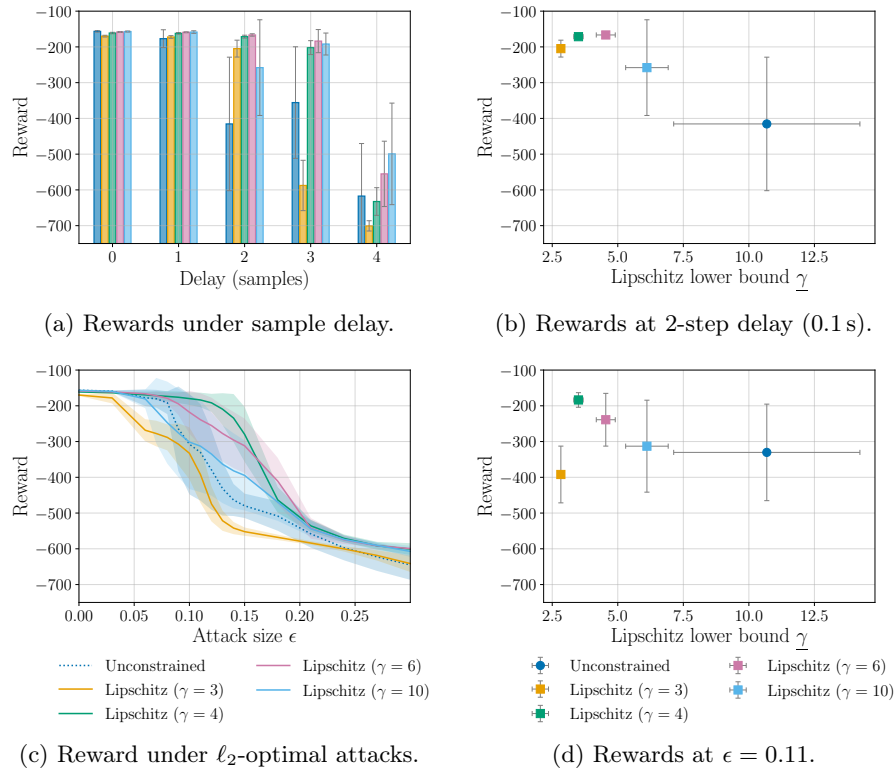 −100
−200
−300
−400
−500
−600
−700
Reward
0 1 2 3 4
Delay (samples)
(a) Rewards under sample delay.
−100
−200
−300
−400
−500
−600
−700
Reward
2.5 5.0 7.5 10.0 12.5
Lipschitz lower bound γ
(b) Rewards at 2-step delay (0.1 s).
−100
−200
−300
−400
−500
−600
−700
Reward
0.00 0.05 0.10 0.15 0.20 0.25
Attack size ϵ
Unconstrained
Lipschitz (γ = 3)
Lipschitz (γ = 4)
Lipschitz (γ = 6)
Lipschitz (γ = 10)
(c) Reward under ℓ₂-optimal attacks.
−100
−200
−300
−400
−500
−600
−700
Reward
2.5 5.0 7.5 10.0 12.5
Lipschitz lower bound γ
Unconstrained
Lipschitz (γ = 3)
Lipschitz (γ = 4)
Lipschitz (γ = 6)
Lipschitz (γ = 10)
(d) Rewards at ϵ = 0.11.